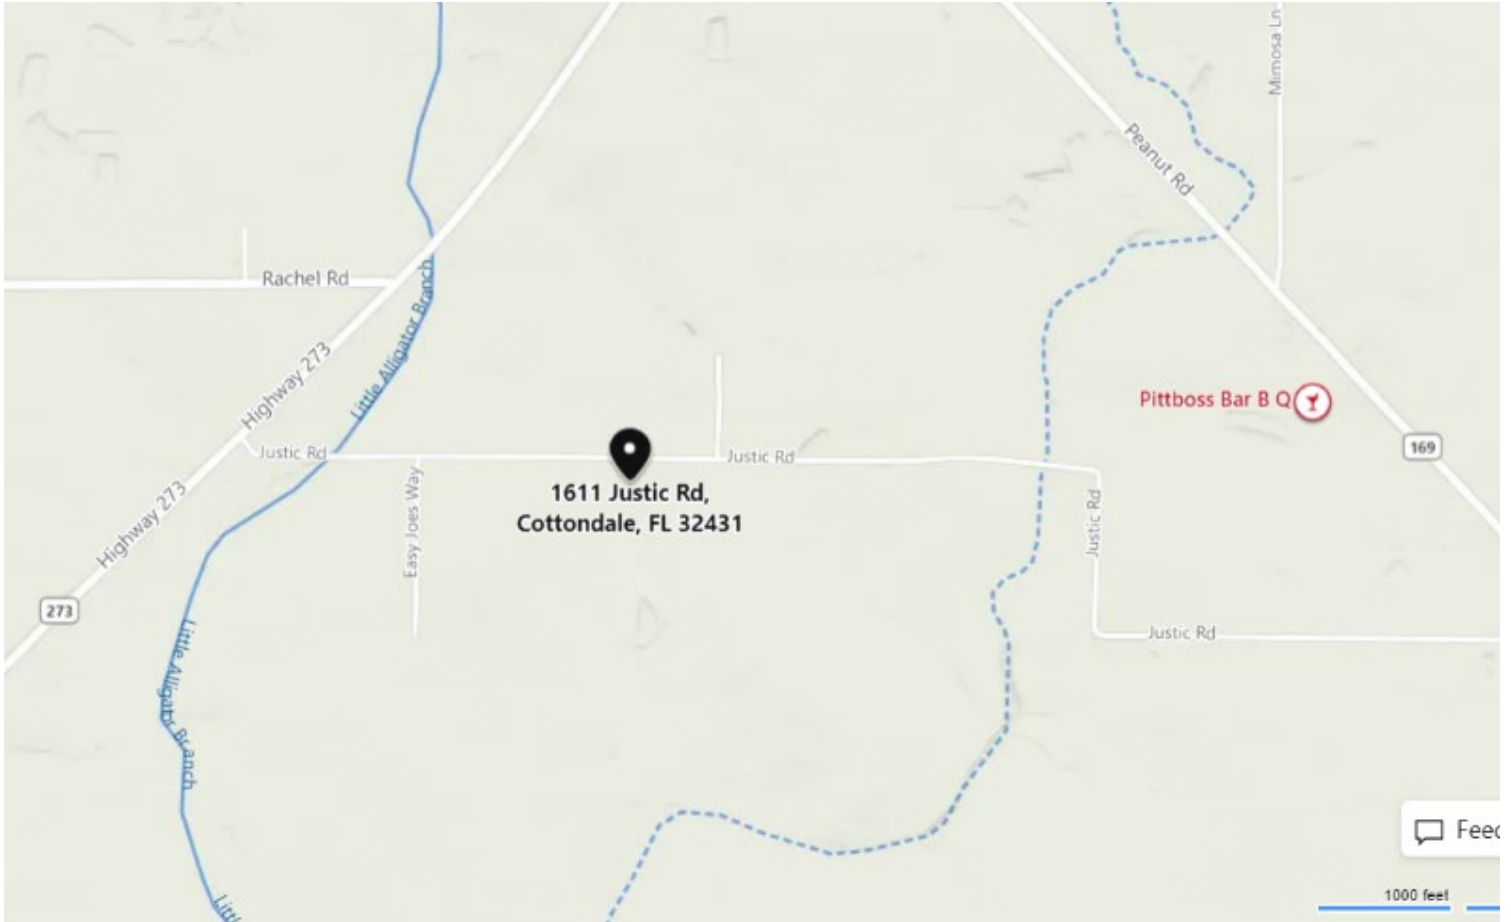 Mimosa Ln
Peanut Rd
Rachel Rd
Little Alligator Branch
Highway 273
Pittboss Bar B Q
169
Justic Rd
Justic Rd
1611 Justic Rd,
Cottondale, FL 32431
Easy Joes Way
Justic Rd
Highway 273
273
Justic Rd
Little Alligator Branch
Feed
1000 feet
Little